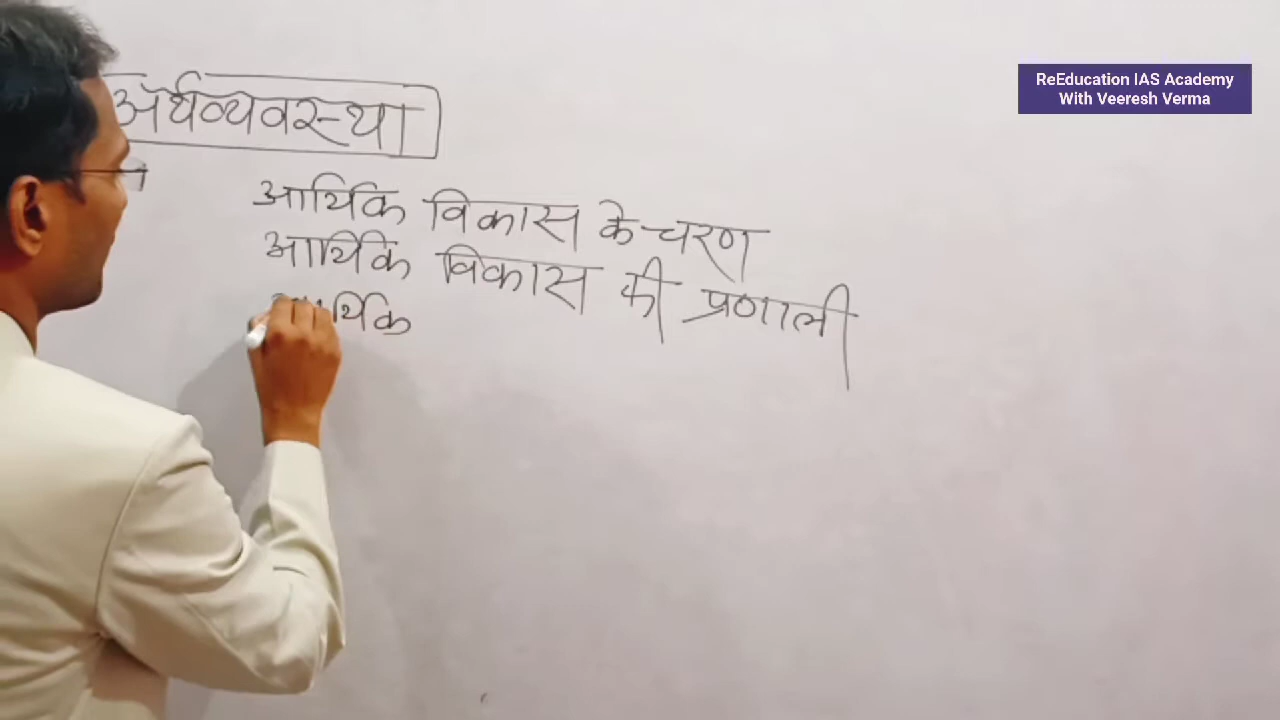 अर्थव्यवस्था
आर्थिक विकास के चरण
आर्थिक विकास की प्रणाली
आर्थिक
ReEducation IAS Academy
With Veeresh Verma